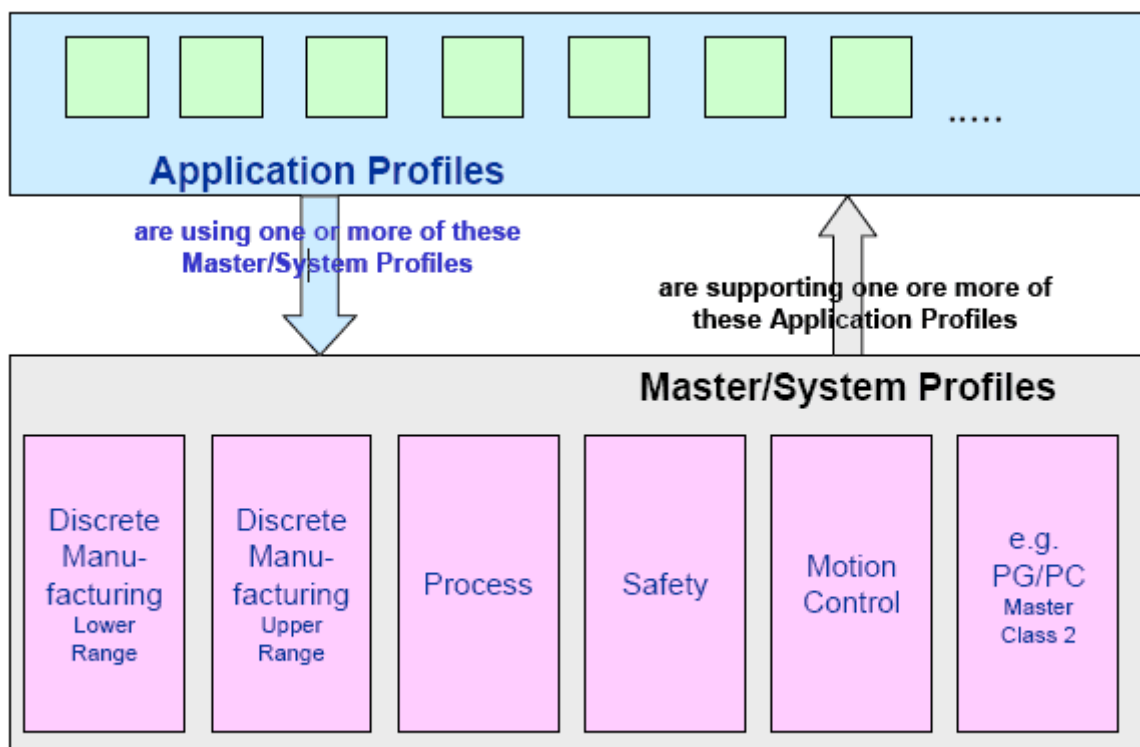 .....
Application Profiles
are using one or more of these
Master/System Profiles
are supporting one ore more of
these Application Profiles
Master/System Profiles
Discrete
Manu-
facturing
Lower
Range
Discrete
Manu-
facturing
Upper
Range
Process
Safety
Motion
Control
e.g.
PG/PC
Master
Class 2